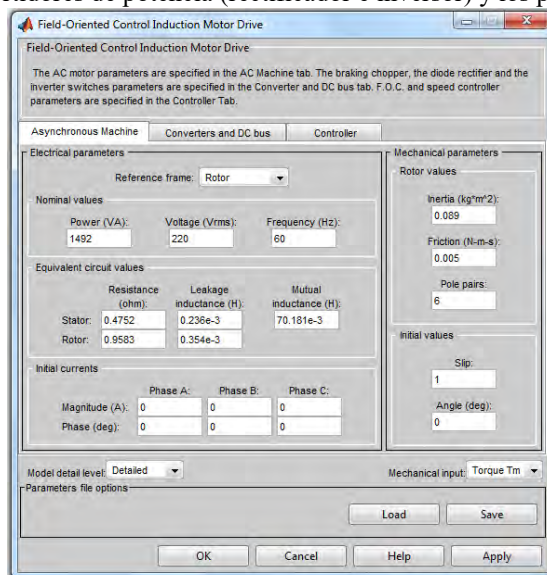 potencia (rectificador e inversor) y los p
Field-Oriented Control Induction Motor Drive
Field-Oriented Control Induction Motor Drive
The AC motor parameters are specified in the AC Machine tab. The braking chopper, the diode rectifier and the
inverter switches parameters are specified in the Converter and DC bus tab. F.O.C. and speed controller
parameters are specified in the Controller Tab.
Asynchronous Machine Converters and DC bus Controller
Electrical parameters
Reference frame: Rotor
Nominal values
Power (VA): Voltage (Vrms): Frequency (Hz):
1492 220 60
Equivalent circuit values
Resistance Leakage Mutual
(ohm): inductance (H): inductance (H):
Stator: 0.4752 0.236e-3 70.181e-3
Rotor: 0.9583 0.354e-3
Initial currents
Phase A: Phase B: Phase C:
Magnitude (A): 0 0 0
Phase (deg): 0 0 0
Mechanical parameters
Rotor values
Inertia (kg*m^2):
0.089
Friction (N-m-s):
0.005
Pole pairs:
6
Initial values
Slip:
1
Angle (deg):
0
Model detail level: Detailed Mechanical input: Torque Tm
Parameters file options
Load Save
OK Cancel Help Apply